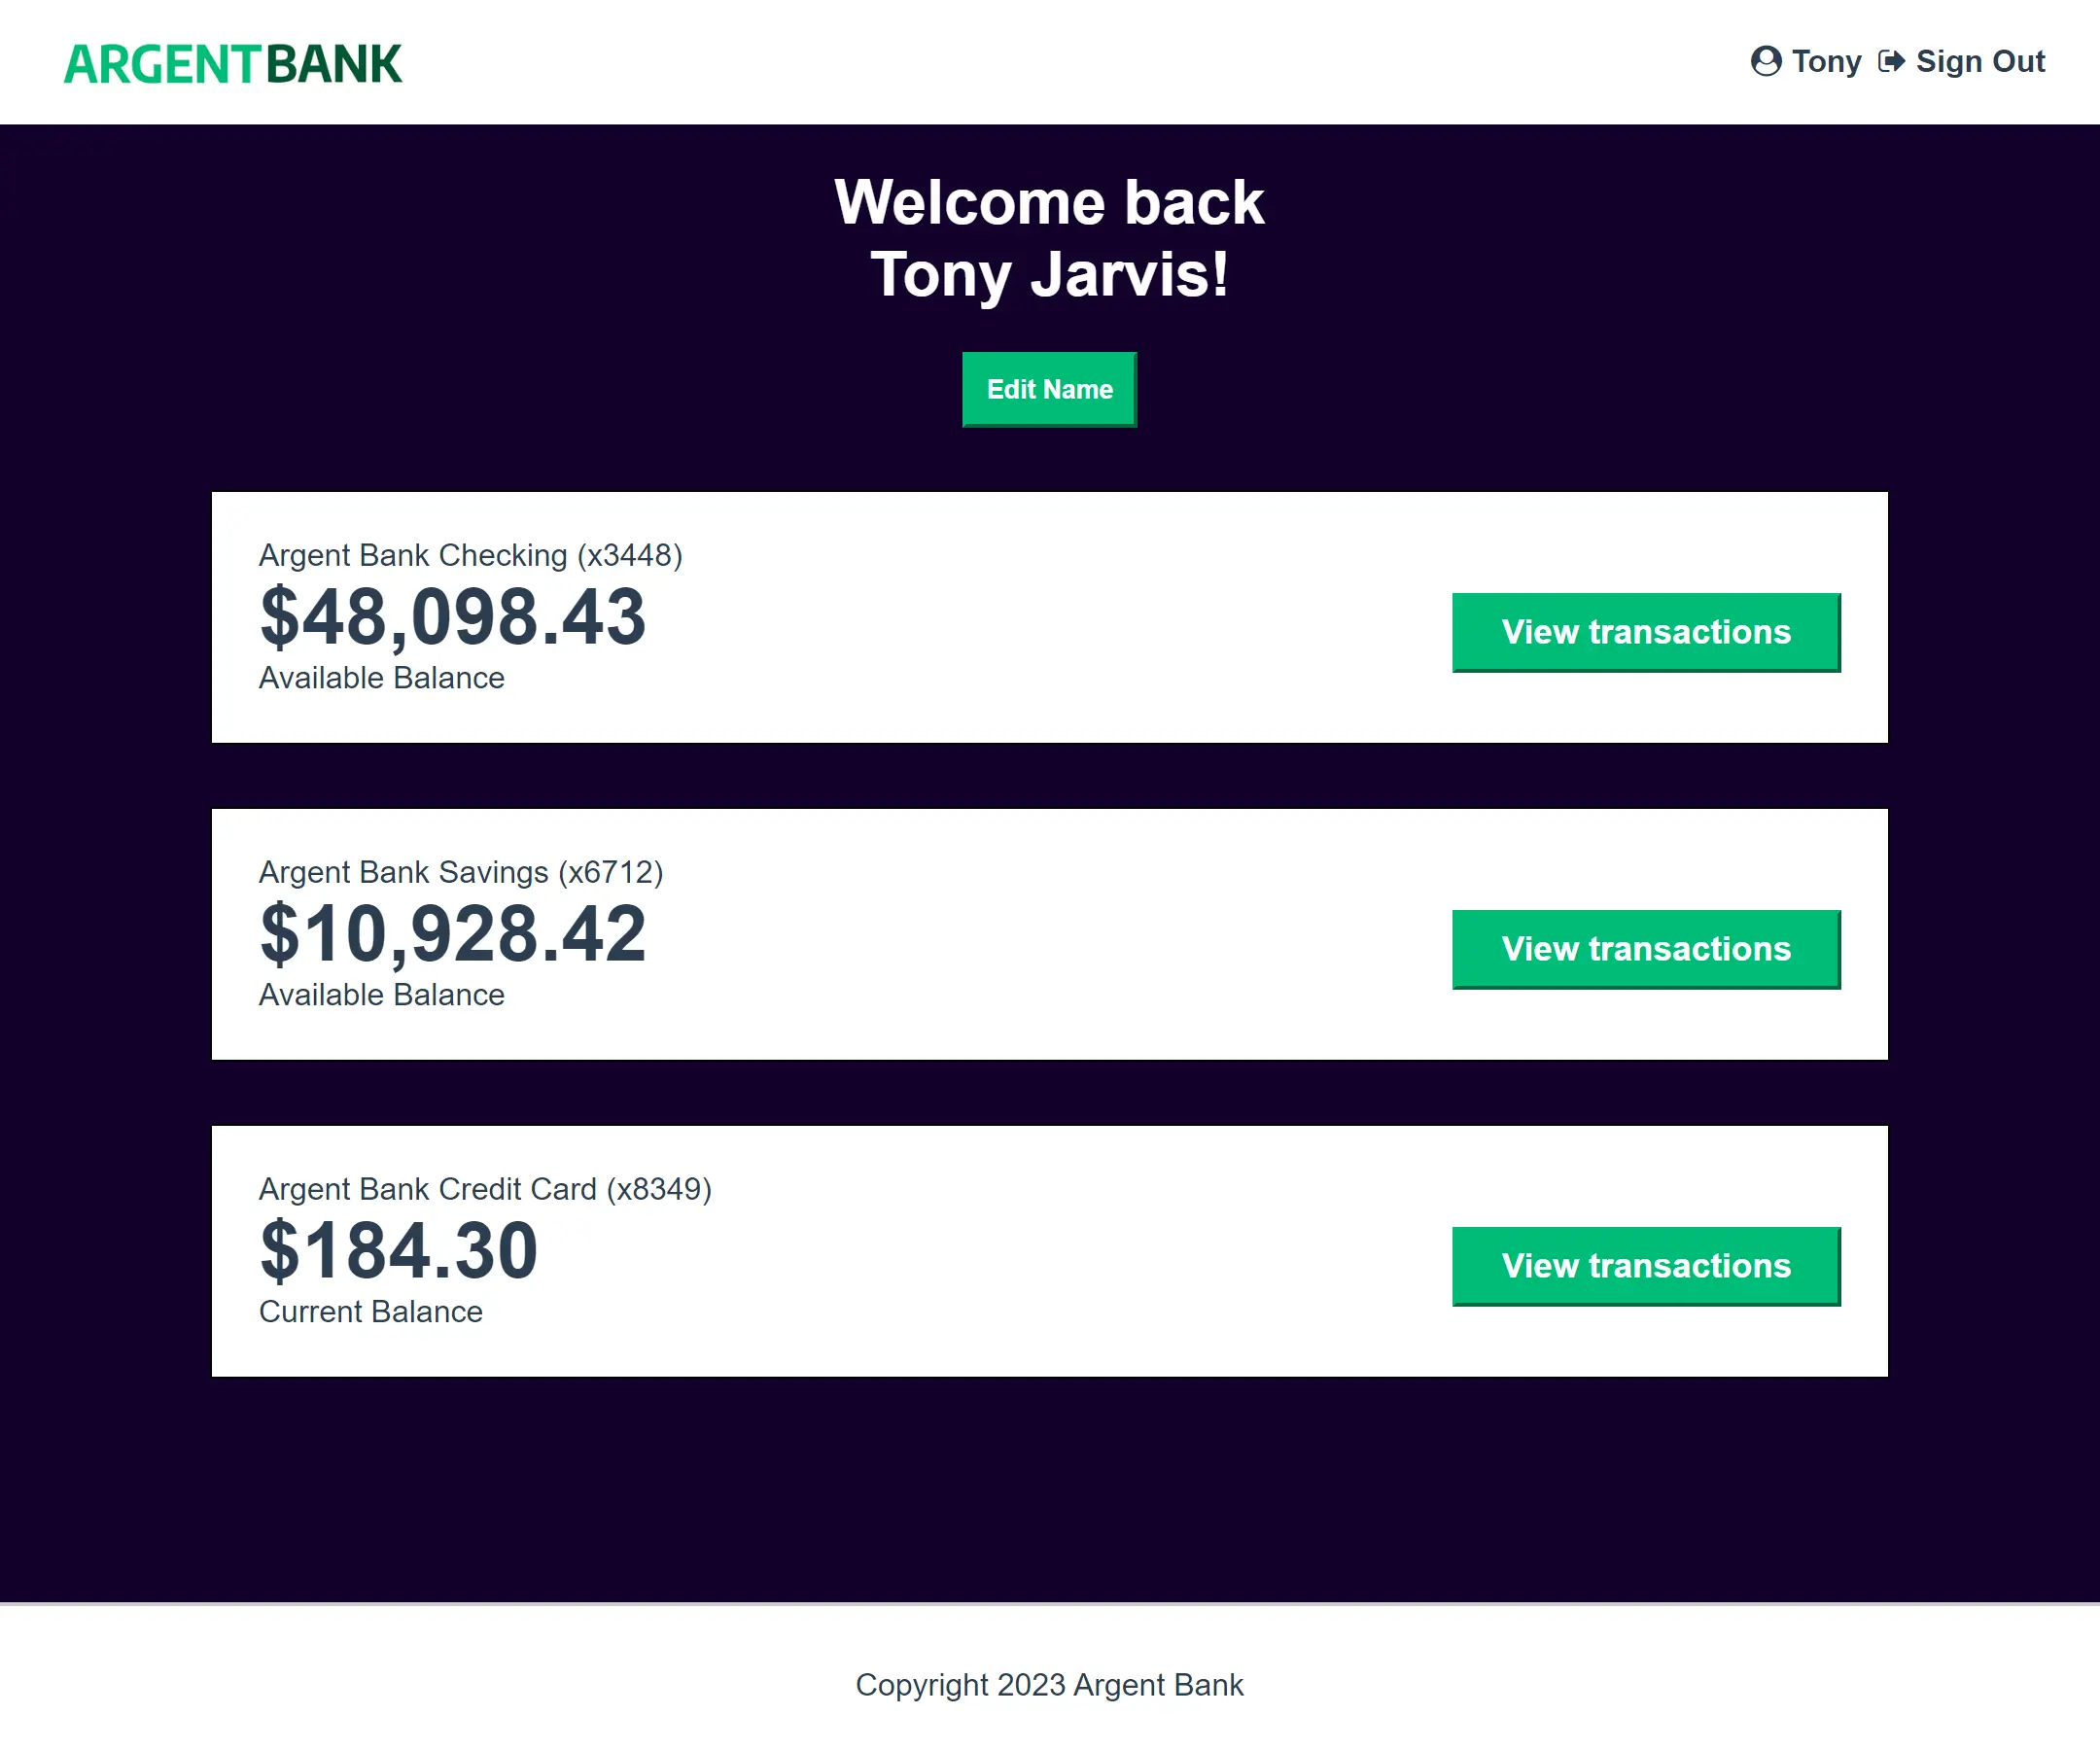 ARGENTBANK
Tony Sign Out
Welcome back
Tony Jarvis!
Edit Name
Argent Bank Checking (x3448)
$48,098.43
Available Balance
View transactions
Argent Bank Savings (x6712)
$10,928.42
Available Balance
View transactions
Argent Bank Credit Card (x8349)
$184.30
Current Balance
View transactions
Copyright 2023 Argent Bank